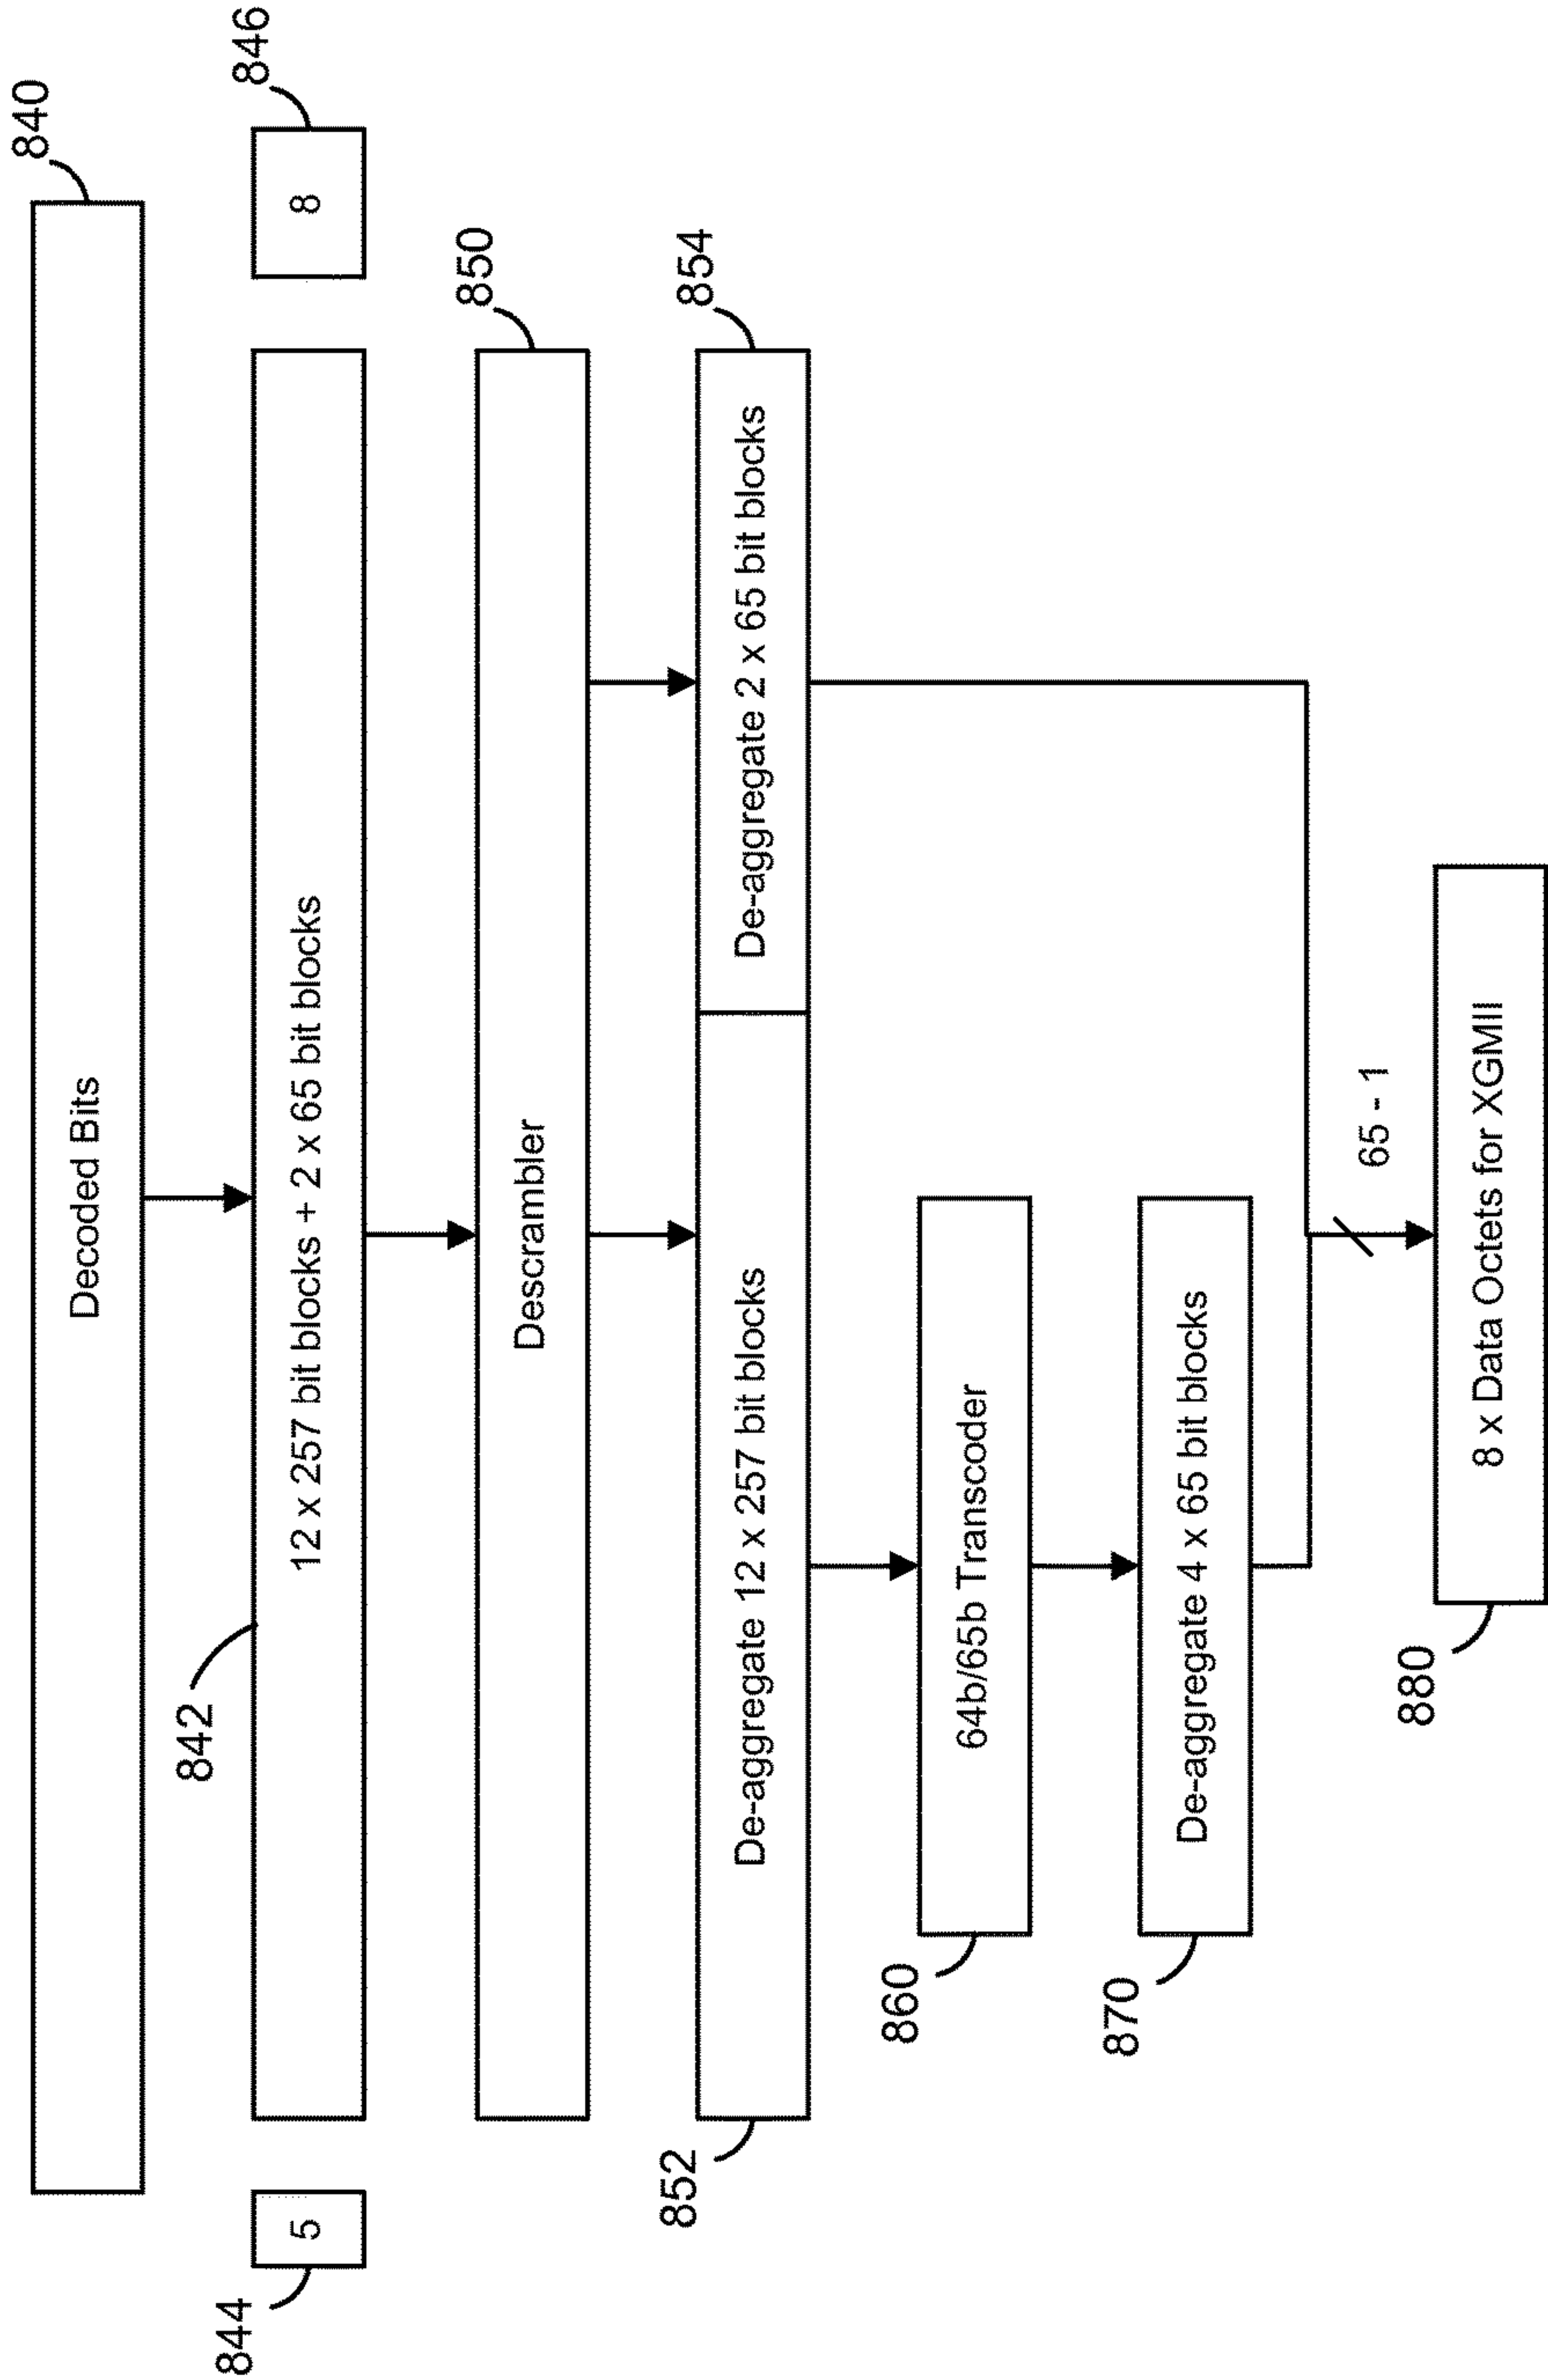 840
Decoded Bits
842
844
5
12 x 257 bit blocks + 2 x 65 bit blocks
8
846
Descrambler
850
852
De-aggregate 12 x 257 bit blocks
De-aggregate 2 x 65 bit blocks
854
860
64b/65b Transcoder
870
De-aggregate 4 x 65 bit blocks
65 - 1
880
8 x Data Octets for XGMII